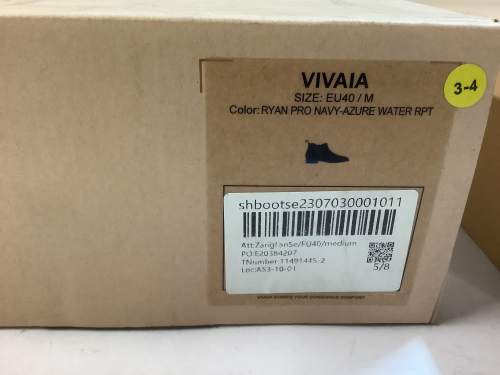 VIVAIA
SIZE: EU40 / M
Color: RYAN PRO NAVY-AZURE WATER RPT
3-4
shbootse2307030001011
Att:ZangHanSe/EU40/medium
PO:E20384207
TNumber:11491445-2
Loc:A53-10-01
5/8